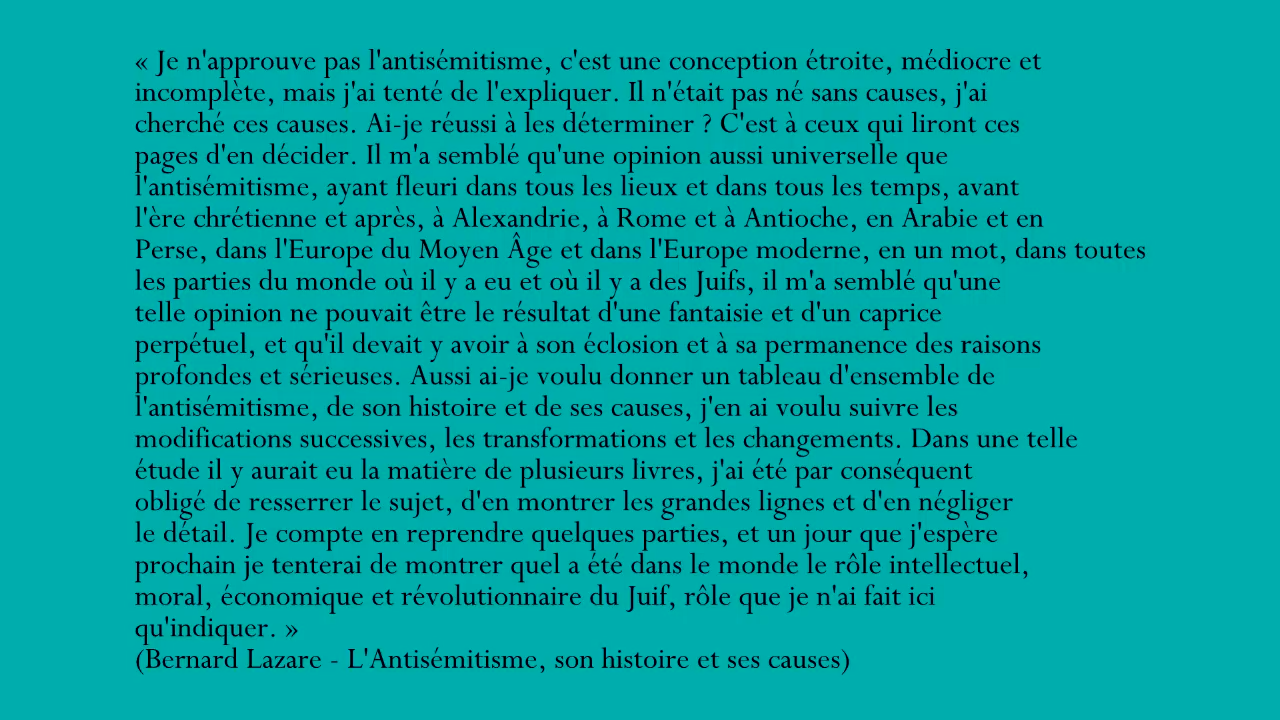 « Je n'approuve pas l'antisémitisme, c'est une conception étroite, médiocre et
incomplète, mais j'ai tenté de l'expliquer. Il n'était pas né sans causes, j'ai
cherché ces causes. Ai-je réussi à les déterminer ? C'est à ceux qui liront ces
pages d'en décider. Il m'a semblé qu'une opinion aussi universelle que
l'antisémitisme, ayant fleuri dans tous les lieux et dans tous les temps, avant
l'ère chrétienne et après, à Alexandrie, à Rome et à Antioche, en Arabie et en
Perse, dans l'Europe du Moyen Âge et dans l'Europe moderne, en un mot, dans toutes
les parties du monde où il y a eu et où il y a des Juifs, il m'a semblé qu'une
telle opinion ne pouvait être le résultat d'une fantaisie et d'un caprice
perpétuel, et qu'il devait y avoir à son éclosion et à sa permanence des raisons
profondes et sérieuses. Aussi ai-je voulu donner un tableau d'ensemble de
l'antisémitisme, de son histoire et de ses causes, j'en ai voulu suivre les
modifications successives, les transformations et les changements. Dans une telle
étude il y aurait eu la matière de plusieurs livres, j'ai été par conséquent
obligé de resserrer le sujet, d'en montrer les grandes lignes et d'en négliger
le détail. Je compte en reprendre quelques parties, et un jour que j'espère
prochain je tenterai de montrer quel a été dans le monde le rôle intellectuel,
moral, économique et révolutionnaire du Juif, rôle que je n'ai fait ici
qu'indiquer. »
(Bernard Lazare - L'Antisémitisme, son histoire et ses causes)